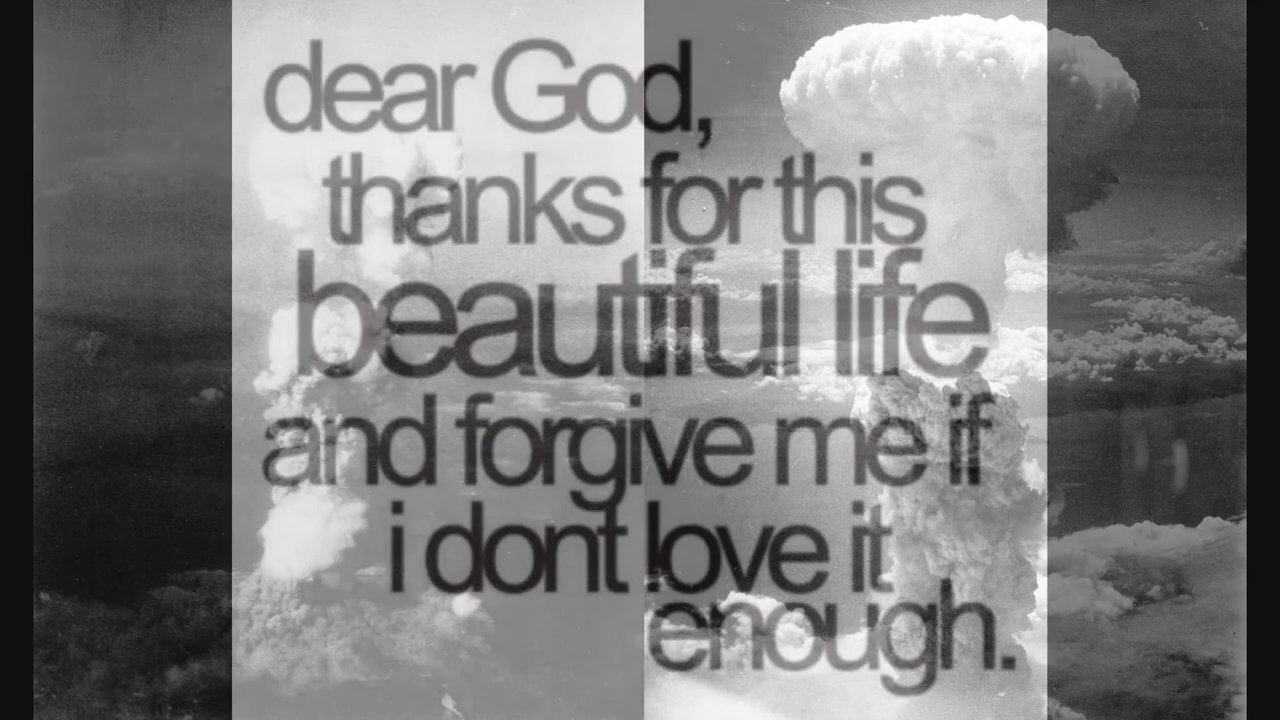 dear God,
thanks for this
beautiful life
and forgive me if
i dont love it
enough.